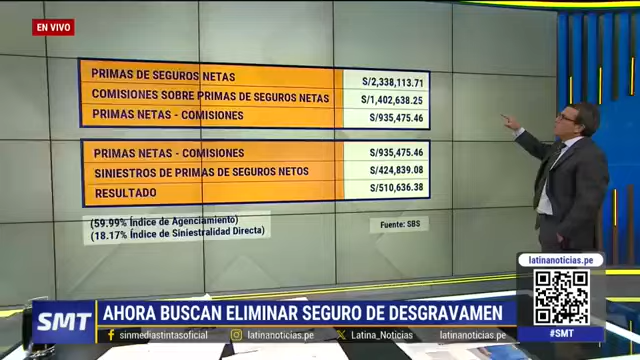 EN VIVO
PRIMAS DE SEGUROS NETAS S/2,338,113.71
COMISIONES SOBRE PRIMAS DE SEGUROS NETAS S/1,402,638.25
PRIMAS NETAS - COMISIONES S/935,475.46
PRIMAS NETAS - COMISIONES S/935,475.46
SINIESTROS DE PRIMAS DE SEGUROS NETOS S/424,839.08
RESULTADO S/510,636.38
(59.99% Índice de Agenciamiento)
(18.17% Índice de Siniestralidad Directa)
Fuente: SBS
latinanoticias.pe
#SMT
SMT
AHORA BUSCAN ELIMINAR SEGURO DE DESGRAVAMEN
sinmediastintasoficial latinanoticias.pe Latina_Noticias latinanoticias.pe